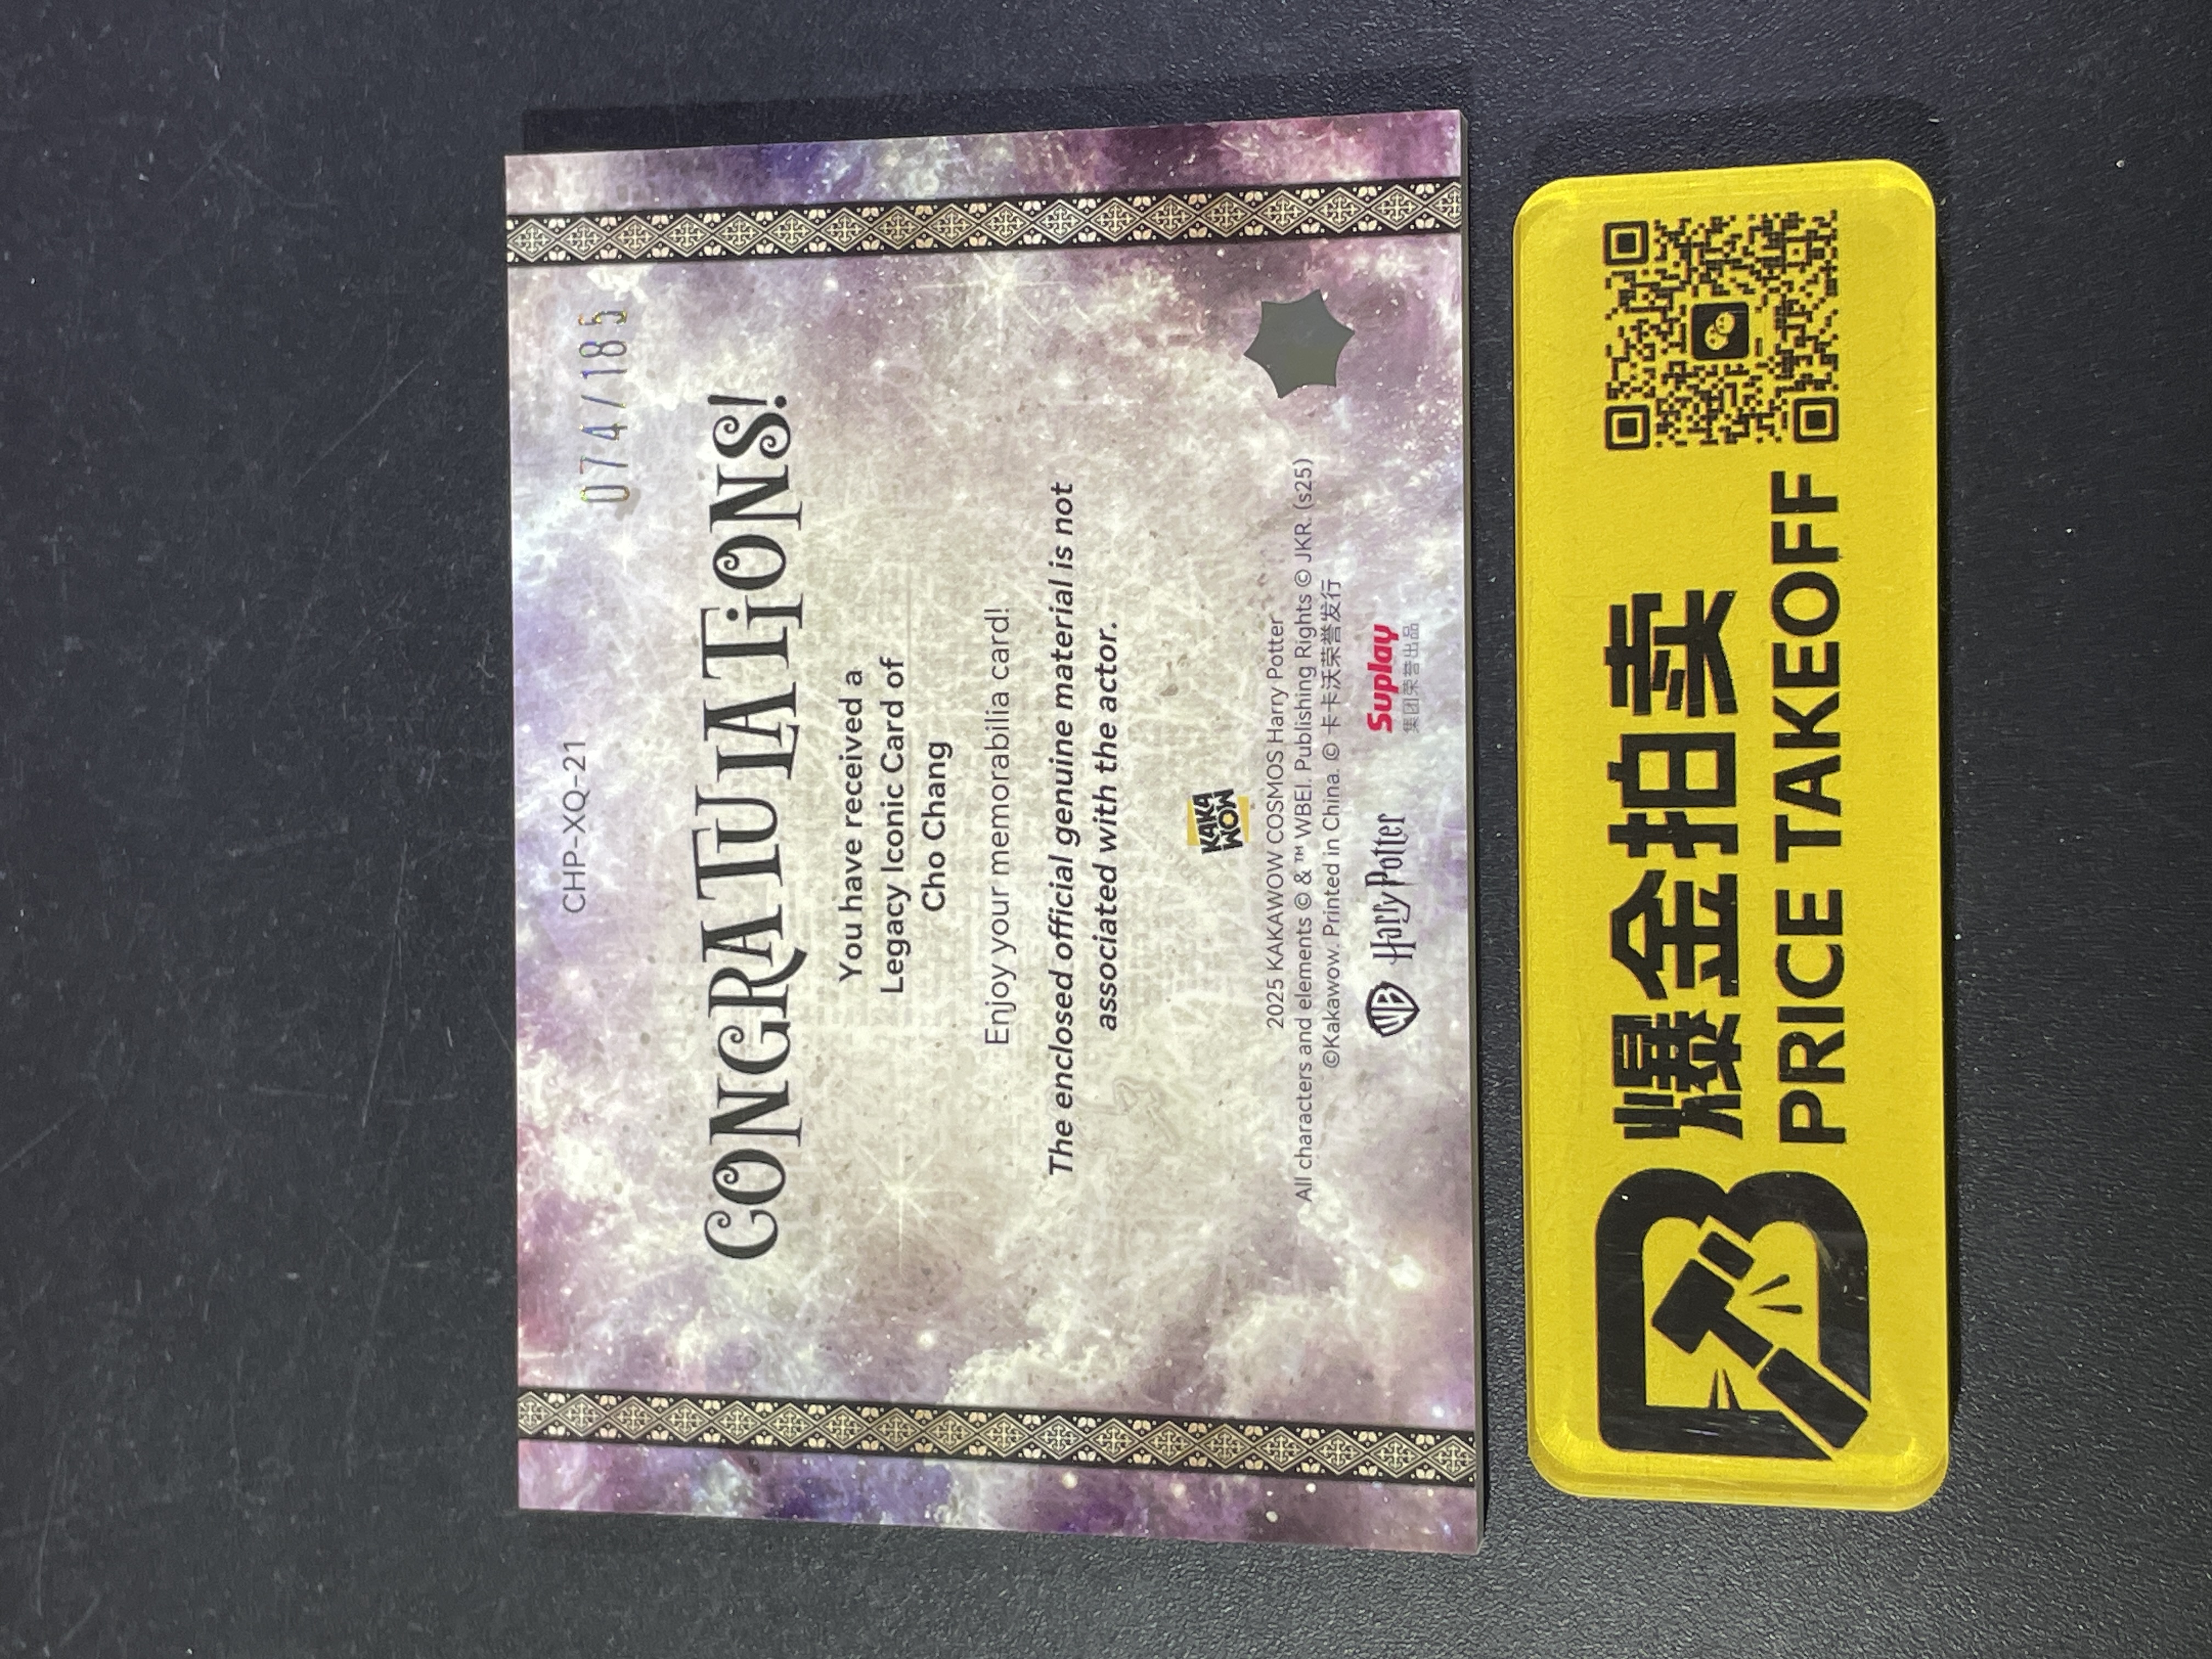 CHP-XQ-21
074/185
CONGRATULATiONS!
You have received a
Legacy Iconic Card of
Cho Chang
Enjoy your memorabilia card!
The enclosed official genuine material is not
associated with the actor.
KAKA
WOW
2025 KAKAWOW COSMOS Harry Potter
All characters and elements © & ™ WBEI. Publishing Rights © JKR. (s25)
©Kakawow. Printed in China. © 卡卡沃荣誉发行
WB
Harry Potter
Suplay
集团荣誉出品
B
爆金拍卖
PRICE TAKEOFF